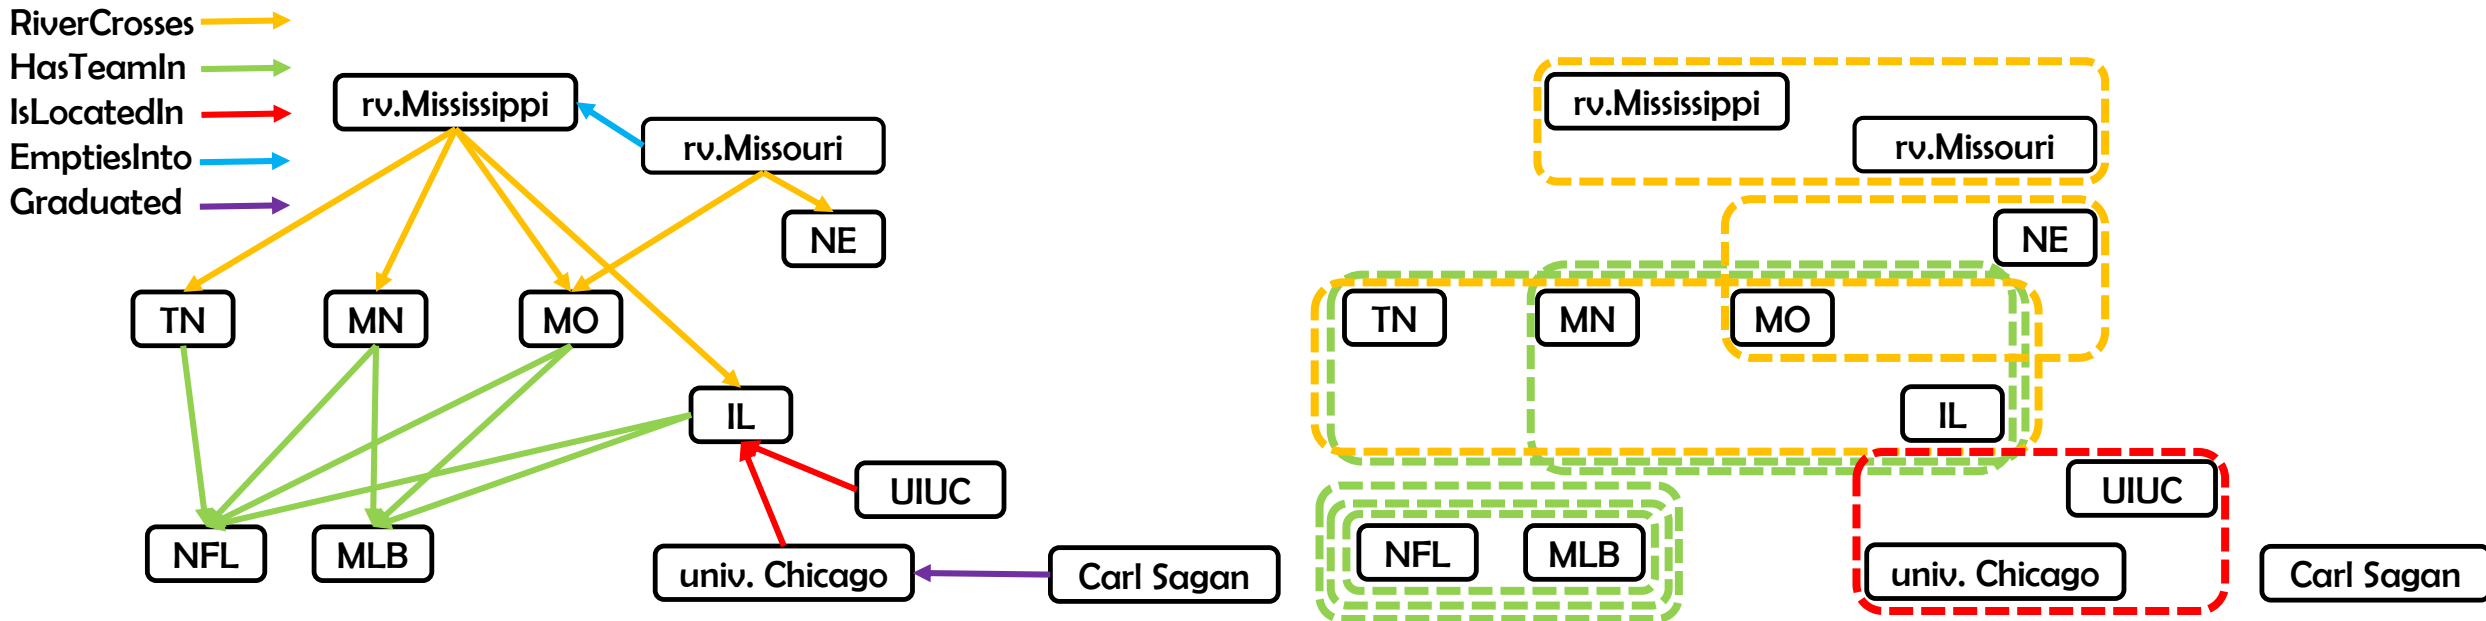 RiverCrosses
HasTeamIn
IsLocatedIn
EmptiesInto
Graduated
rv.Mississippi
rv.Missouri
NE
TN
MN
MO
IL
UIUC
NFL
MLB
univ. Chicago
Carl Sagan
rv.Mississippi
rv.Missouri
NE
TN
MN
MO
IL
UIUC
NFL
MLB
univ. Chicago
Carl Sagan